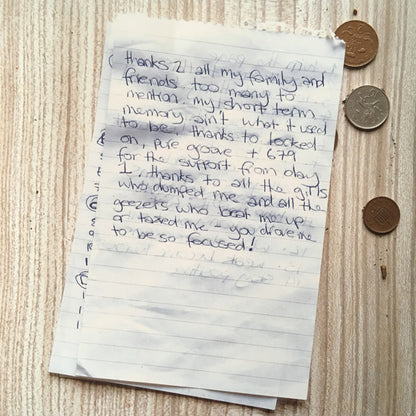 thanks 2 all my family and
friends too many to
mention. my short term
memory ain't what it used
to be. thanks to locked
on, pure groove + 679
for the support from day
1, thanks to all the girls
who dumped me and all the
geezers who beat me up
or taxed me - you drove me
to be so focused!